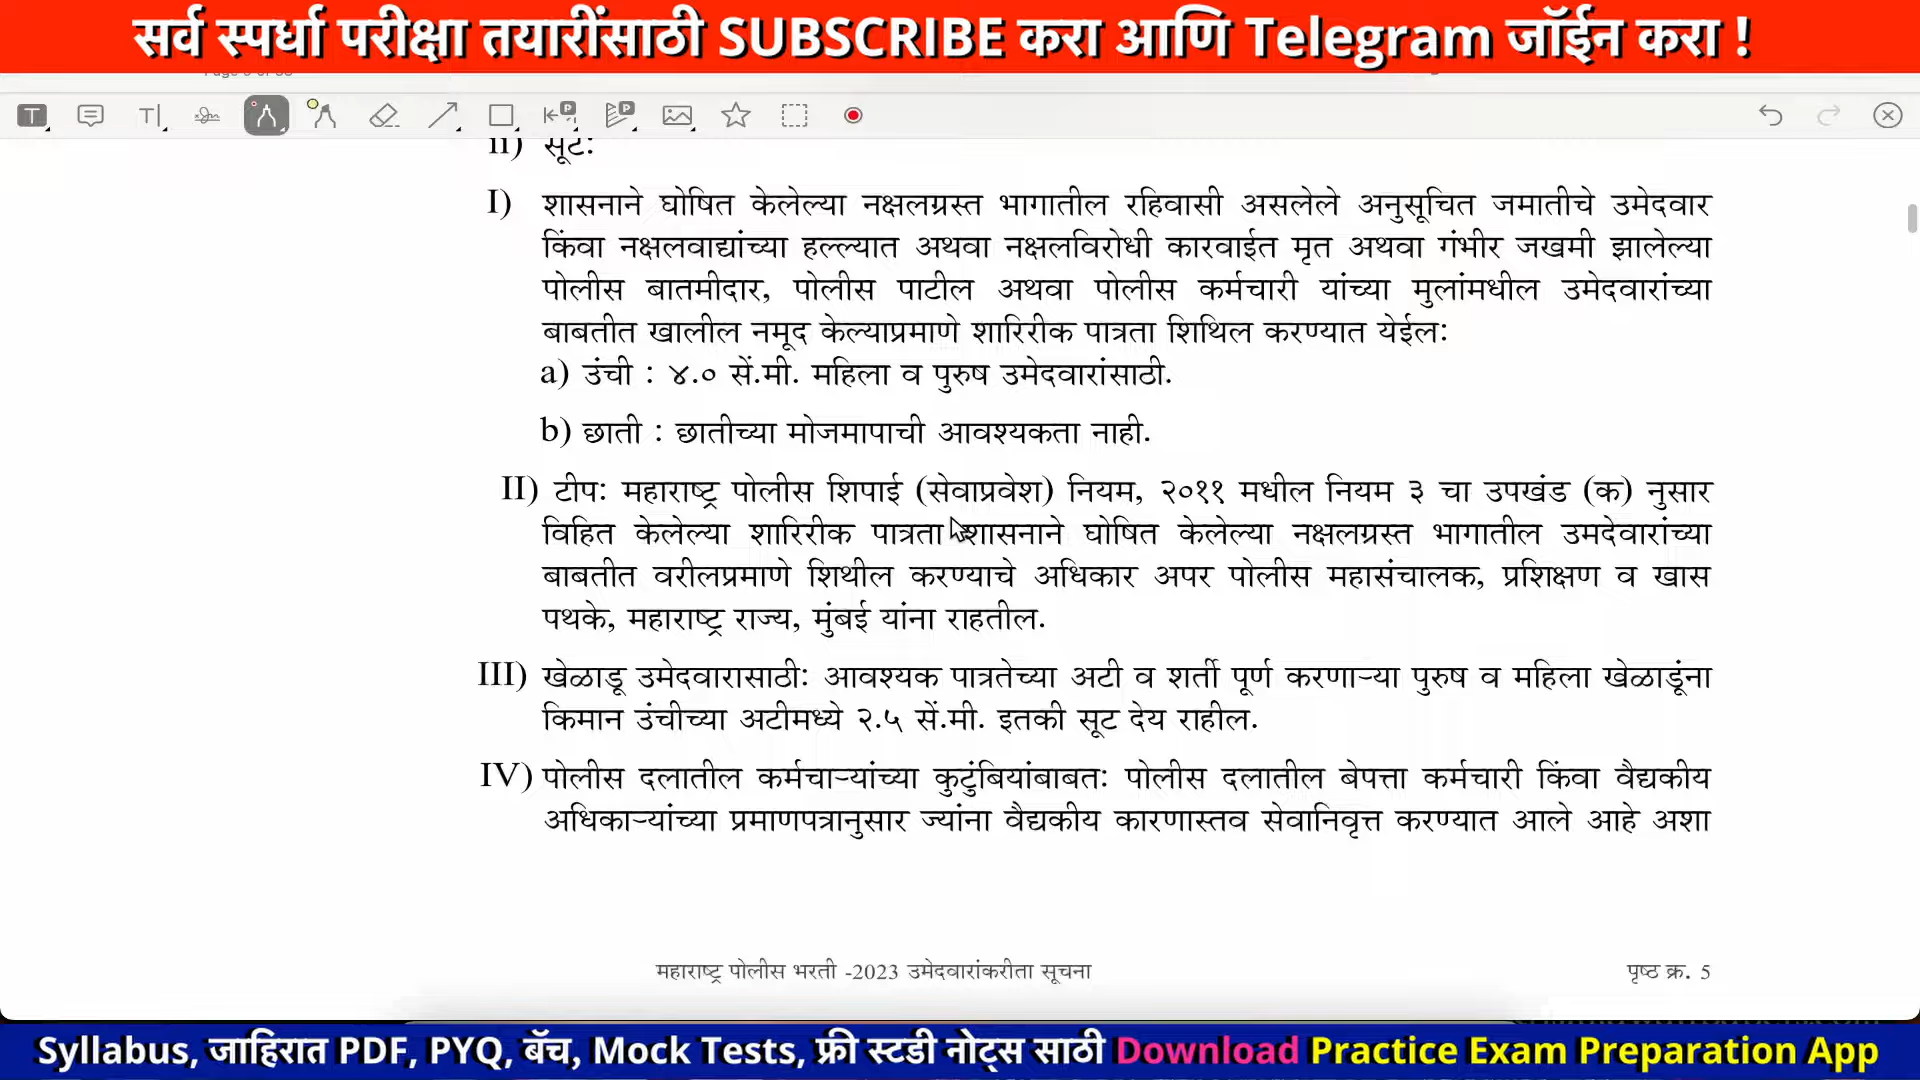 सर्व स्पर्धा परीक्षा तयारींसाठी SUBSCRIBE करा आणि Telegram जॉईन करा !
ii) सूट:
I) शासनाने घोषित केलेल्या नक्षलग्रस्त भागातील रहिवासी असलेले अनुसूचित जमातीचे उमेदवार
किंवा नक्षलवाद्यांच्या हल्ल्यात अथवा नक्षलविरोधी कारवाईत मृत अथवा गंभीर जखमी झालेल्या
पोलीस बातमीदार, पोलीस पाटील अथवा पोलीस कर्मचारी यांच्या मुलांमधील उमेदवारांच्या
बाबतीत खालील नमूद केल्याप्रमाणे शारिरीक पात्रता शिथिल करण्यात येईल:
a) उंची : ४.० सें.मी. महिला व पुरुष उमेदवारांसाठी.
b) छाती : छातीच्या मोजमापाची आवश्यकता नाही.
II) टीप: महाराष्ट्र पोलीस शिपाई (सेवाप्रवेश) नियम, २०११ मधील नियम ३ चा उपखंड (क) नुसार
विहित केलेल्या शारिरीक पात्रता शासनाने घोषित केलेल्या नक्षलग्रस्त भागातील उमदेवारांच्या
बाबतीत वरीलप्रमाणे शिथील करण्याचे अधिकार अपर पोलीस महासंचालक, प्रशिक्षण व खास
पथके, महाराष्ट्र राज्य, मुंबई यांना राहतील.
III) खेळाडू उमेदवारासाठी: आवश्यक पात्रतेच्या अटी व शर्ती पूर्ण करणाऱ्या पुरुष व महिला खेळाडूंना
किमान उंचीच्या अटीमध्ये २.५ सें.मी. इतकी सूट देय राहील.
IV) पोलीस दलातील कर्मचाऱ्यांच्या कुटुंबियांबाबत: पोलीस दलातील बेपत्ता कर्मचारी किंवा वैद्यकीय
अधिकाऱ्यांच्या प्रमाणपत्रानुसार ज्यांना वैद्यकीय कारणास्तव सेवानिवृत्त करण्यात आले आहे अशा
महाराष्ट्र पोलीस भरती -2023 उमेदवारांकरीता सूचना
पृष्ठ क्र. 5
Syllabus, जाहिरात PDF, PYQ, बॅच, Mock Tests, फ्री स्टडी नोट्स साठी Download Practice Exam Preparation App